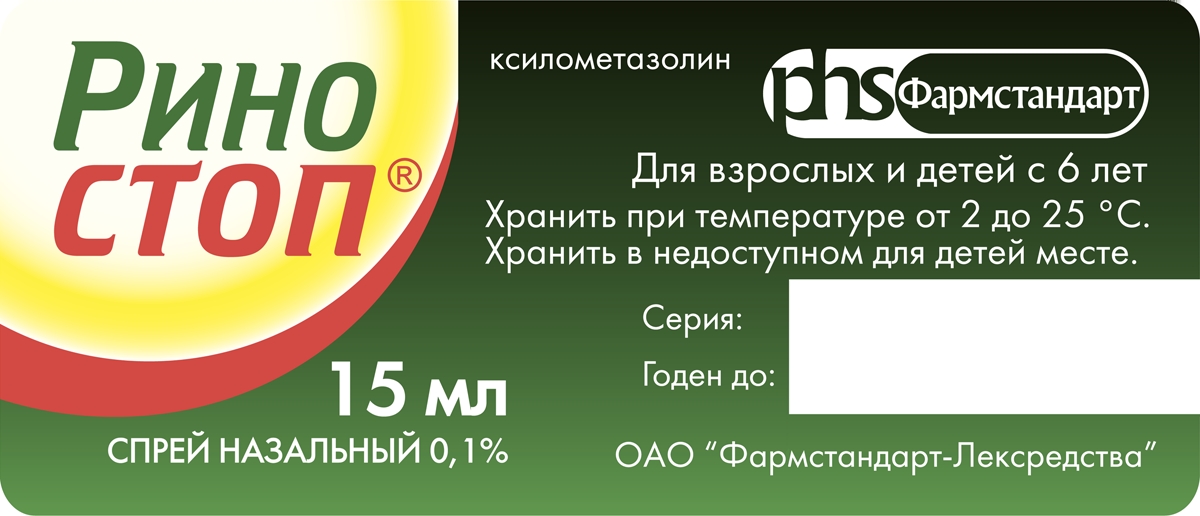 Рино
стоп®
15 мл
СПРЕЙ НАЗАЛЬНЫЙ 0,1%
ксилометазолин
phs Фармстандарт
Для взрослых и детей с 6 лет
Хранить при температуре от 2 до 25 °С.
Хранить в недоступном для детей месте.
Серия:
Годен до:
ОАО “Фармстандарт-Лексредства”